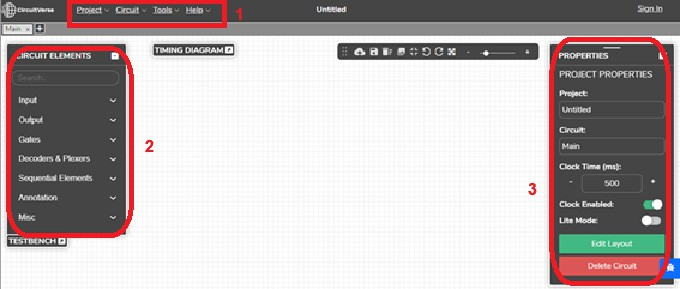 CircuitVerse Project Circuit Tools Help 1 Untitled Sign In
Main x +
CIRCUIT ELEMENTS
TIMING DIAGRAM
PROPERTIES
Search...
PROJECT PROPERTIES
Input
Project:
Output
Untitled
Gates
Circuit:
Decoders & Plexers
2
Main
Sequential Elements
Clock Time (ms):
Annotation
3
- 500 +
Misc
Clock Enabled:
Lite Mode:
TESTBENCH
Edit Layout
Delete Circuit